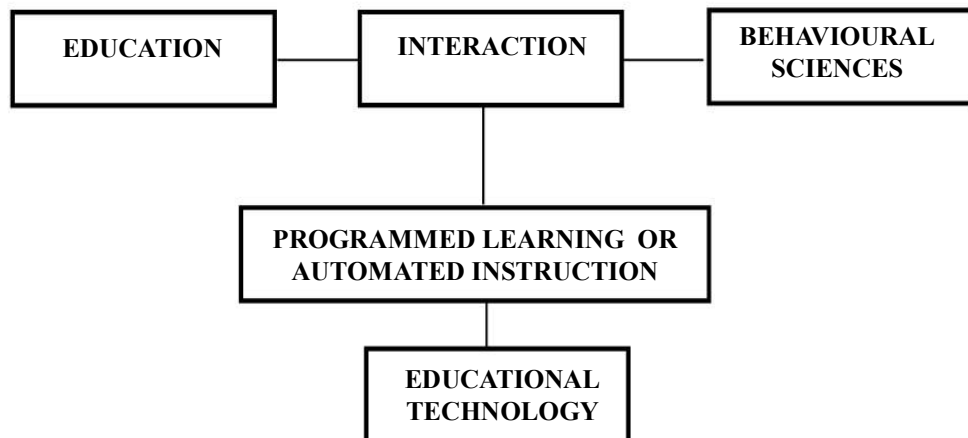 EDUCATION
INTERACTION
BEHAVIOURAL
SCIENCES
PROGRAMMED LEARNING OR
AUTOMATED INSTRUCTION
EDUCATIONAL
TECHNOLOGY